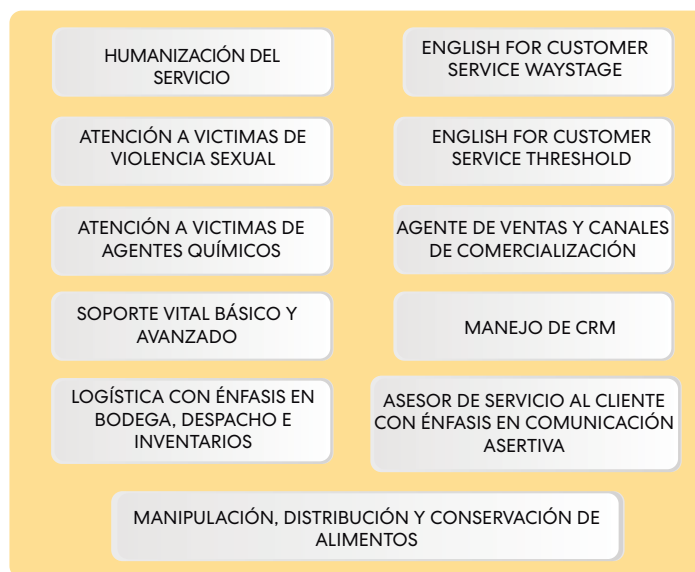 HUMANIZACIÓN DEL
SERVICIO
ENGLISH FOR CUSTOMER
SERVICE WAYSTAGE
ATENCIÓN A VICTIMAS DE
VIOLENCIA SEXUAL
ENGLISH FOR CUSTOMER
SERVICE THRESHOLD
ATENCIÓN A VICTIMAS DE
AGENTES QUÍMICOS
AGENTE DE VENTAS Y CANALES
DE COMERCIALIZACIÓN
SOPORTE VITAL BÁSICO Y
AVANZADO
MANEJO DE CRM
LOGÍSTICA CON ÉNFASIS EN
BODEGA, DESPACHO E
INVENTARIOS
ASESOR DE SERVICIO AL CLIENTE
CON ÉNFASIS EN COMUNICACIÓN
ASERTIVA
MANIPULACIÓN, DISTRIBUCIÓN Y CONSERVACIÓN DE
ALIMENTOS